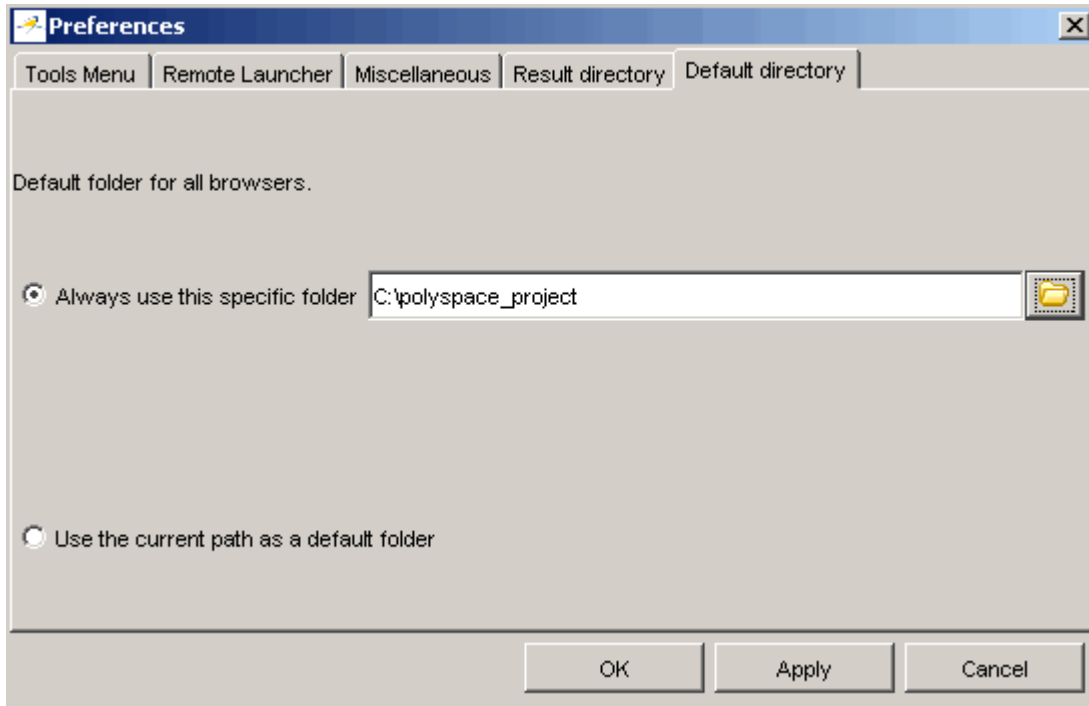 Preferences
Tools Menu Remote Launcher Miscellaneous Result directory Default directory
Default folder for all browsers.
Always use this specific folder C:\polyspace_project
Use the current path as a default folder
OK Apply Cancel